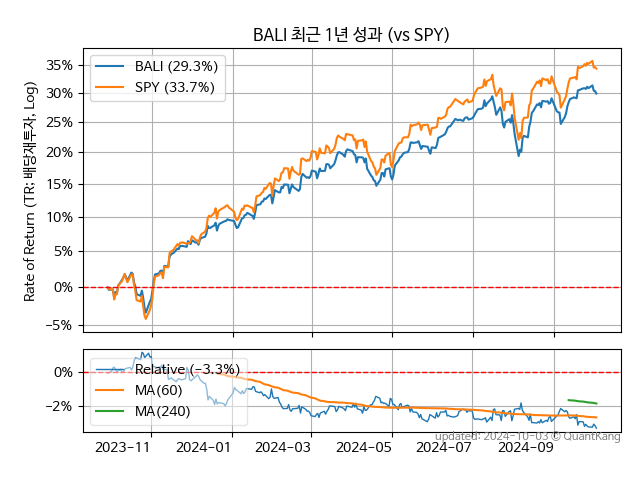 BALI 최근 1년 성과 (vs SPY)
Rate of Return (TR: 배당재투자, Log)
35%
30%
25%
20%
15%
10%
5%
0%
−5%
BALI (29.3%)
SPY (33.7%)
0%
−2%
Relative (−3.3%)
MA(60)
MA(240)
2023-11
2024-01
2024-03
2024-05
2024-07
2024-09
updated: 2024-10-03 © QuantKang